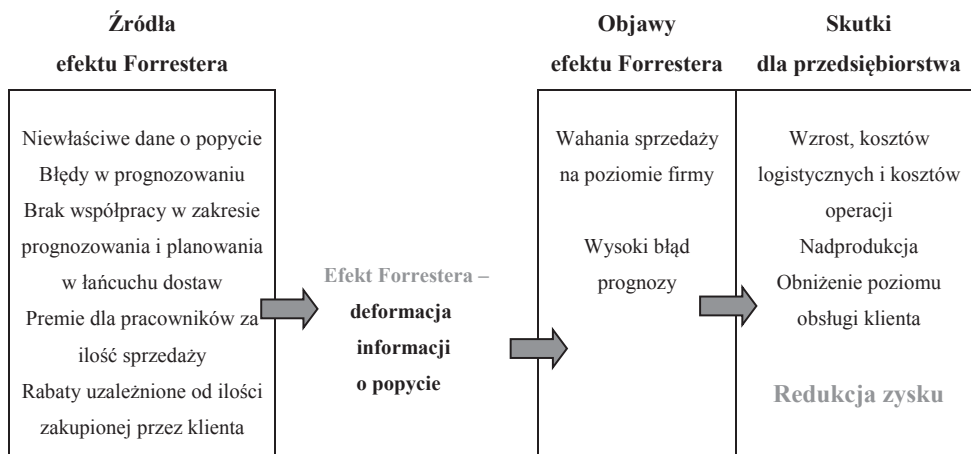 Źródła
efektu Forrestera
Niewłaściwe dane o popycie
Błędy w prognozowaniu
Brak współpracy w zakresie
prognozowania i planowania
w łańcuchu dostaw
Premie dla pracowników za
ilość sprzedaży
Rabaty uzależnione od ilości
zakupionej przez klienta
Efekt Forrestera –
deformacja
informacji
o popycie
Objawy
efektu Forrestera
Wahania sprzedaży
na poziomie firmy
Wysoki błąd
prognozy
Skutki
dla przedsiębiorstwa
Wzrost, kosztów
logistycznych i kosztów
operacji
Nadprodukcja
Obniżenie poziomu
obsługi klienta
Redukcja zysku